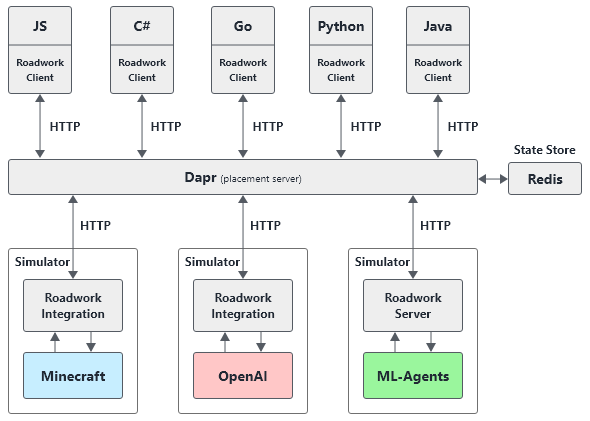 JS
C#
Go
Python
Java
Roadwork
Client
Roadwork
Client
Roadwork
Client
Roadwork
Client
Roadwork
Client
HTTP
HTTP
HTTP
HTTP
HTTP
State Store
Dapr (placement server)
Redis
HTTP
HTTP
HTTP
Simulator
Simulator
Simulator
Roadwork
Integration
Roadwork
Integration
Roadwork
Server
Minecraft
OpenAI
ML-Agents